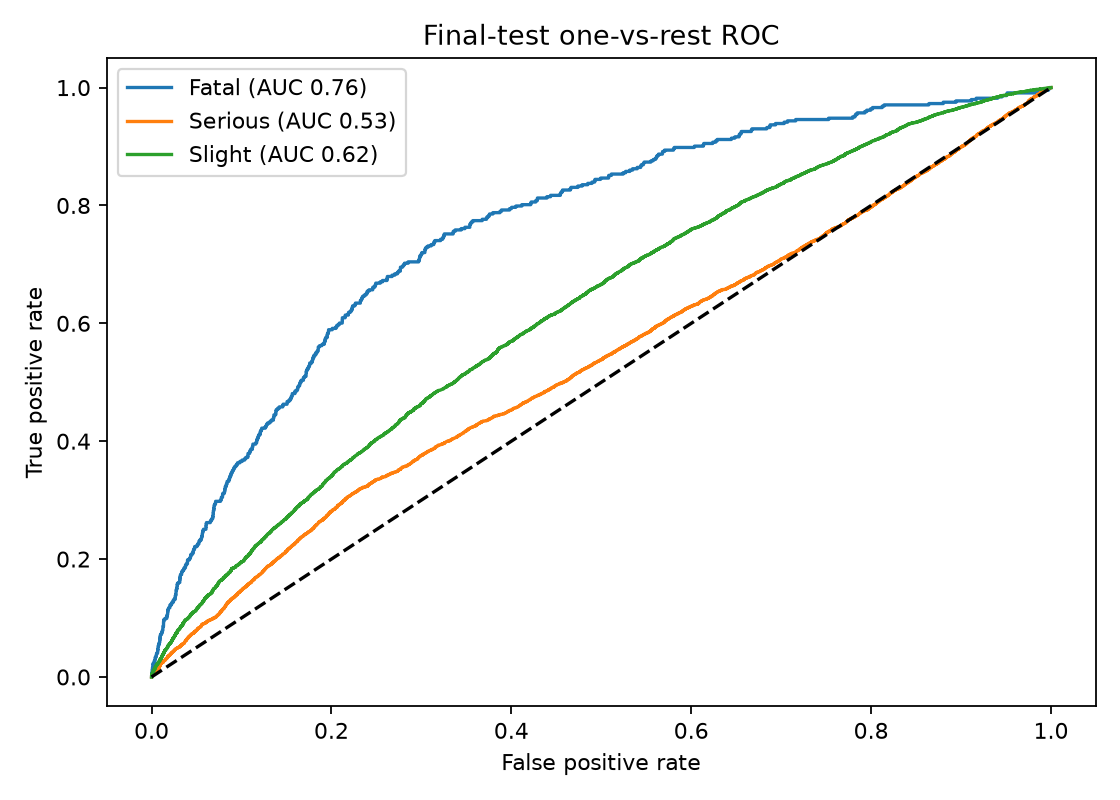 Final-test one-vs-rest ROC
Fatal (AUC 0.76)
Serious (AUC 0.53)
Slight (AUC 0.62)
True positive rate
1.0
0.8
0.6
0.4
0.2
0.0
0.0 0.2 0.4 0.6 0.8 1.0
False positive rate